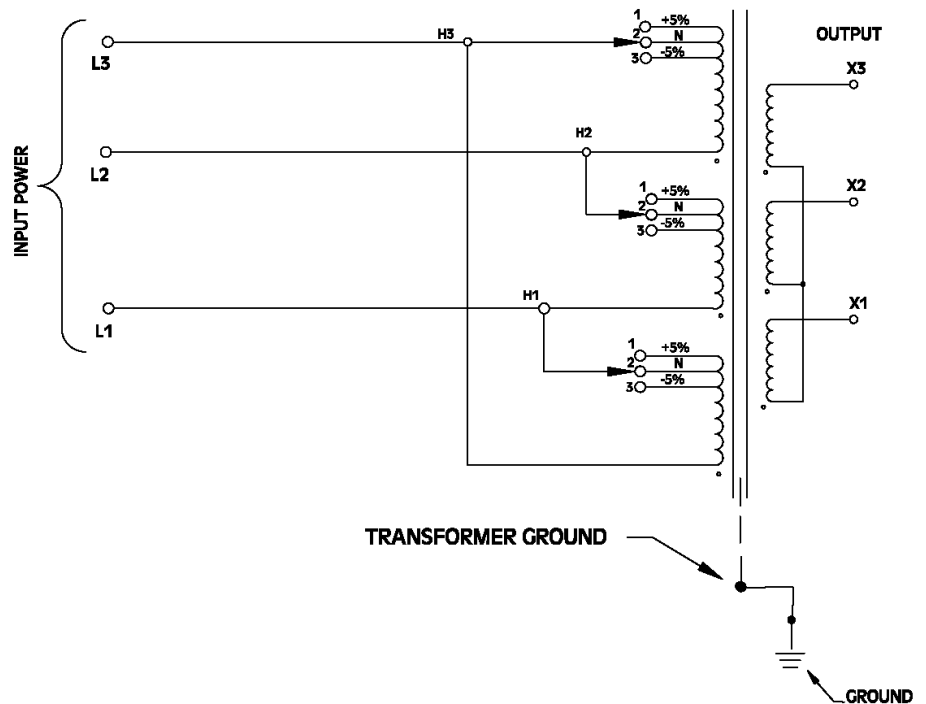 1 +5%
2 N
3 -5%
H3
OUTPUT
L3
X3
H2
L2
INPUT POWER
1 +5%
2 N
3 -5%
X2
H1
X1
L1
1 +5%
2 N
3 -5%
TRANSFORMER GROUND
GROUND